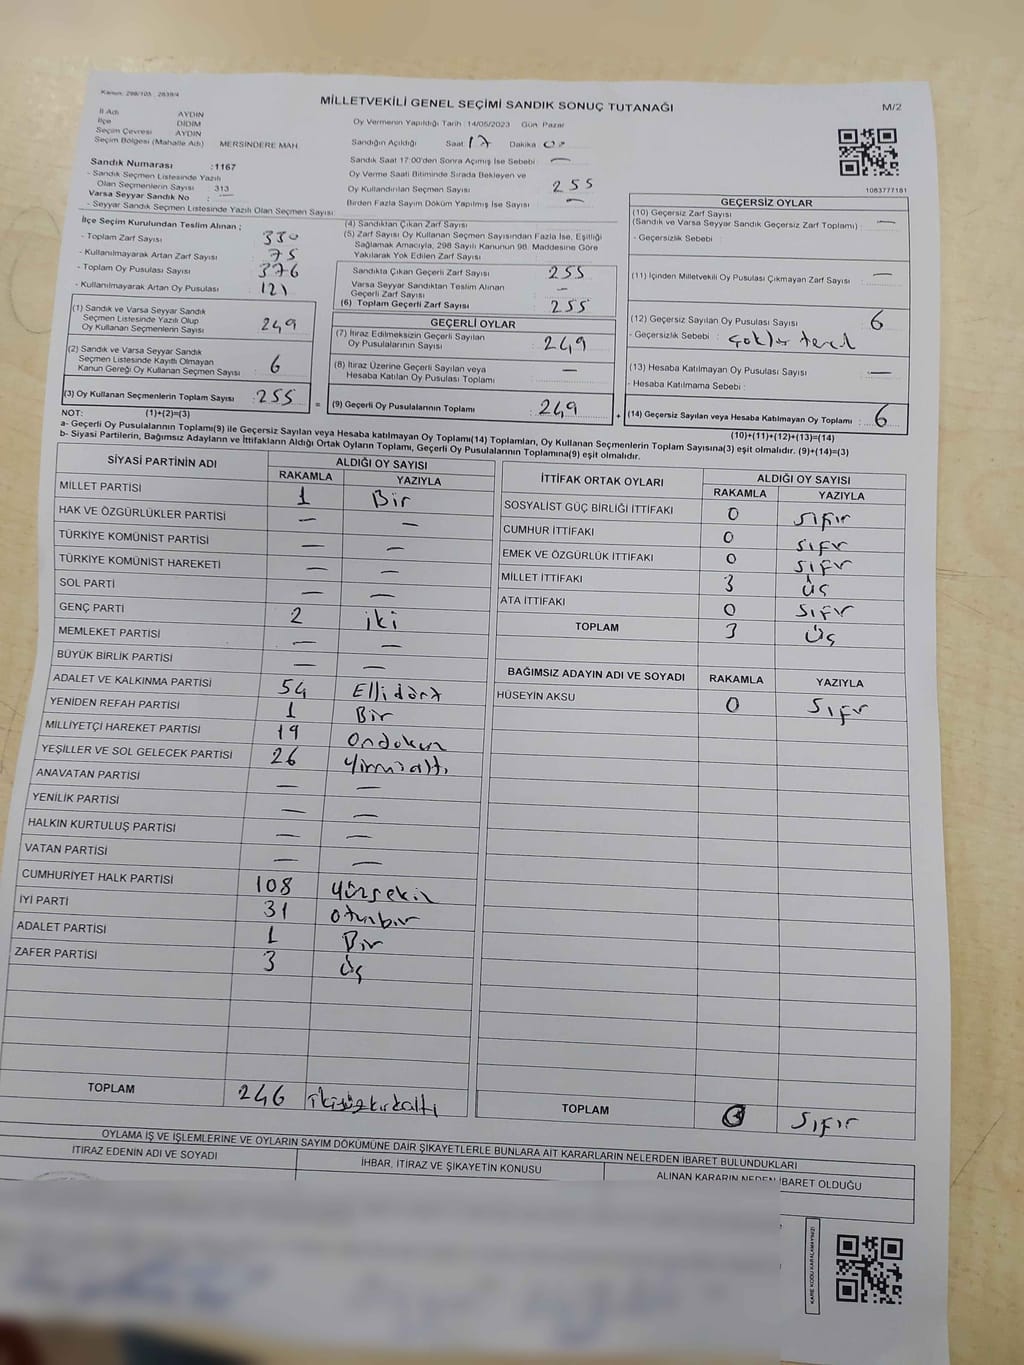 Kanun: 298/105 , 2839/4
MİLLETVEKİLİ GENEL SEÇİMİ SANDIK SONUÇ TUTANAĞI
M/2
İl Adı AYDIN
İlçe DİDİM
Seçim Çevresi AYDIN
Seçim Bölgesi (Mahalle Adı) MERSİNDERE MAH.
Sandık Numarası :1167
- Sandık Seçmen Listesinde Yazılı
Olan Seçmenlerin Sayısı 313
Varsa Seyyar Sandık No : —
- Seyyar Sandık Seçmen Listesinde Yazılı Olan Seçmen Sayısı
Oy Vermenin Yapıldığı Tarih :14/05/2023 Gün Pazar
Sandığın Açıldığı Saat 17 Dakika 00
Sandık Saat 17:00'den Sonra Açımış İse Sebebi —
Oy Verme Saati Bitiminde Sırada Bekleyen ve
Oy Kullandırılan Seçmen Sayısı 255
Birden Fazla Sayım Döküm Yapılmış İse Sayısı —
1083777181
İlçe Seçim Kurulundan Teslim Alınan ;
- Toplam Zarf Sayısı 330
- Kullanılmayarak Artan Zarf Sayısı 75
- Toplam Oy Pusulası Sayısı 376
- Kullanılmayarak Artan Oy Pusulası 121
(1) Sandık ve Varsa Seyyar Sandık
Seçmen Listesinde Yazılı Olup
Oy Kullanan Seçmenlerin Sayısı 249
(2) Sandık ve Varsa Seyyar Sandık
Seçmen Listesinde Kayıtlı Olmayan
Kanun Gereği Oy Kullanan Seçmen Sayısı 6
(3) Oy Kullanan Seçmenlerin Toplam Sayısı : 255
(4) Sandıktan Çıkan Zarf Sayısı
(5) Zarf Sayısı Oy Kullanan Seçmen Sayısından Fazla İse, Eşitliği
Sağlamak Amacıyla, 298 Sayılı Kanunun 98. Maddesine Göre
Yakılarak Yok Edilen Zarf Sayısı
Sandıkta Çıkan Geçerli Zarf Sayısı 255
Varsa Seyyar Sandıktan Teslim Alınan
Geçerli Zarf Sayısı —
(6) Toplam Geçerli Zarf Sayısı 255
GEÇERLİ OYLAR
(7) İtiraz Edilmeksizin Geçerli Sayılan
Oy Pusulalarının Sayısı 249
(8) İtiraz Üzerine Geçerli Sayılan veya
Hesaba Katılan Oy Pusulası Toplamı —
= (9) Geçerli Oy Pusulalarının Toplamı 249
GEÇERSİZ OYLAR
(10) Geçersiz Zarf Sayısı
(Sandık ve Varsa Seyyar Sandık Geçersiz Zarf Toplamı) : —
- Geçersizlik Sebebi :
(11) İçinden Milletvekili Oy Pusulası Çıkmayan Zarf Sayısı —
(12) Geçersiz Sayılan Oy Pusulası Sayısı 6
- Geçersizlik Sebebi :
(13) Hesaba Katılmayan Oy Pusulası Sayısı : —
- Hesaba Katılmama Sebebi :
+ (14) Geçersiz Sayılan veya Hesaba Katılmayan Oy Toplamı : 6
NOT: (1)+(2)=(3)
(10)+(11)+(12)+(13)=(14)
a- Geçerli Oy Pusulalarının Toplamı(9) ile Geçersiz Sayılan veya Hesaba katılmayan Oy Toplamı(14) Toplamları, Oy Kullanan Seçmenlerin Toplam Sayısına(3) eşit olmalıdır. (9)+(14)=(3)
b- Siyasi Partilerin, Bağımsız Adayların ve İttifakların Aldığı Ortak Oyların Toplamı, Geçerli Oy Pusulalarının Toplamına(9) eşit olmalıdır.
SİYASİ PARTİNİN ADI ALDIĞI OY SAYISI
RAKAMLA YAZIYLA
MİLLET PARTİSİ 1 Bir
HAK VE ÖZGÜRLÜKLER PARTİSİ — —
TÜRKİYE KOMÜNİST PARTİSİ — —
TÜRKİYE KOMÜNİST HAREKETİ — —
SOL PARTİ — —
GENÇ PARTİ 2 iki
MEMLEKET PARTİSİ — —
BÜYÜK BİRLİK PARTİSİ — —
ADALET VE KALKINMA PARTİSİ 54 Ellidört
YENİDEN REFAH PARTİSİ 1 Bir
MİLLİYETÇİ HAREKET PARTİSİ 19 Ondokuz
YEŞİLLER VE SOL GELECEK PARTİSİ 26 Yirmialtı
ANAVATAN PARTİSİ — —
YENİLİK PARTİSİ — —
HALKIN KURTULUŞ PARTİSİ — —
VATAN PARTİSİ — —
CUMHURİYET HALK PARTİSİ 108 Yüzsekiz
İYİ PARTİ 31 otuzbir
ADALET PARTİSİ 1 Bir
ZAFER PARTİSİ 3 Üç
TOPLAM 246 ikiyüzkırkaltı
İTTİFAK ORTAK OYLARI ALDIĞI OY SAYISI
RAKAMLA YAZIYLA
SOSYALİST GÜÇ BİRLİĞİ İTTİFAKI 0 sıfır
CUMHUR İTTİFAKI 0 sıfır
EMEK VE ÖZGÜRLÜK İTTİFAKI 0 sıfır
MİLLET İTTİFAKI 3 Üç
ATA İTTİFAKI 0 sıfır
TOPLAM 3 Üç
BAĞIMSIZ ADAYIN ADI VE SOYADI RAKAMLA YAZIYLA
HÜSEYİN AKSU 0 sıfır
TOPLAM 0 sıfır
OYLAMA İŞ VE İŞLEMLERİNE VE OYLARIN SAYIM DÖKÜMÜNE DAİR ŞİKAYETLERLE BUNLARA AİT KARARLARIN NELERDEN İBARET BULUNDUKLARI
İTİRAZ EDENİN ADI VE SOYADI İHBAR, İTİRAZ VE ŞİKAYETİN KONUSU ALINAN KARARIN NEDEN İBARET OLDUĞU
KARE KODU KARALAMAYINIZ!